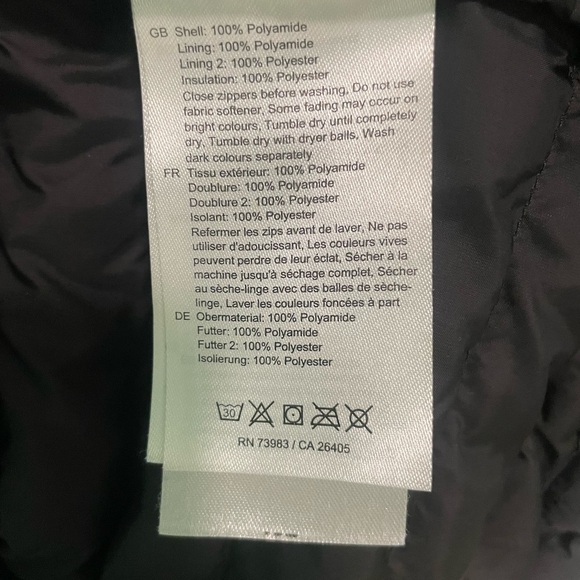 GB Shell: 100% Polyamide
Lining: 100% Polyamide
Lining 2: 100% Polyester
Insulation: 100% Polyester
Close zippers before washing, Do not use
fabric softener, Some fading may occur on
bright colours, Tumble dry until completely
dry, Tumble dry with dryer balls, Wash
dark colours separately
FR Tissu extérieur: 100% Polyamide
Doublure: 100% Polyamide
Doublure 2: 100% Polyester
Isolant: 100% Polyester
Refermer les zips avant de laver, Ne pas
utiliser d'adoucissant, Les couleurs vives
peuvent perdre de leur éclat, Sécher à la
machine jusqu'à séchage complet, Sécher
au sèche-linge avec des balles de sèche-
linge, Laver les couleurs foncées à part
DE Obermaterial: 100% Polyamide
Futter: 100% Polyamide
Futter 2: 100% Polyester
Isolierung: 100% Polyester
30
RN 73983 / CA 26405